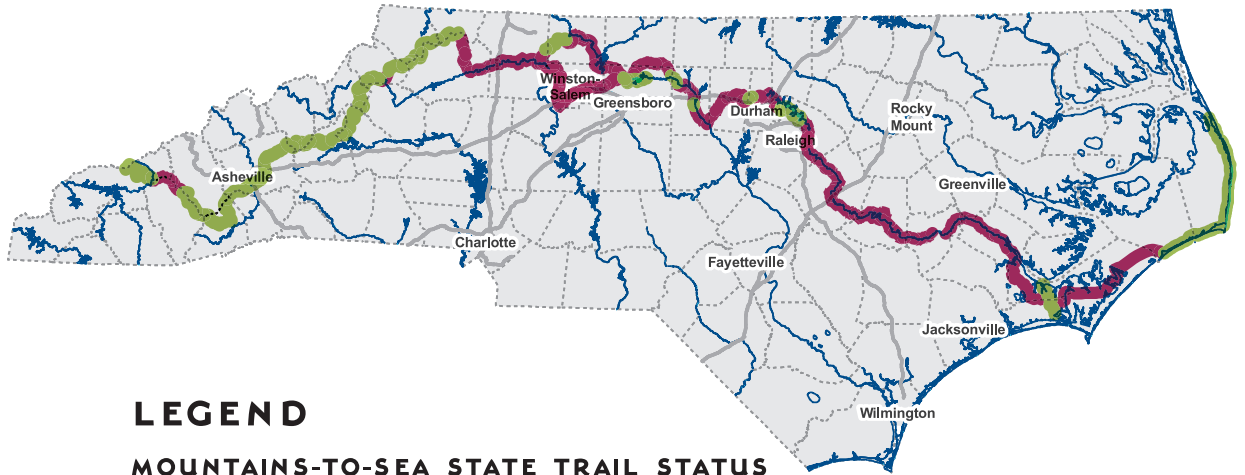 Winston-
Salem
Greensboro
Durham
Raleigh
Rocky
Mount
Asheville
Greenville
Charlotte
Fayetteville
Jacksonville
Wilmington
LEGEND
MOUNTAINS-TO-SEA STATE TRAIL STATUS